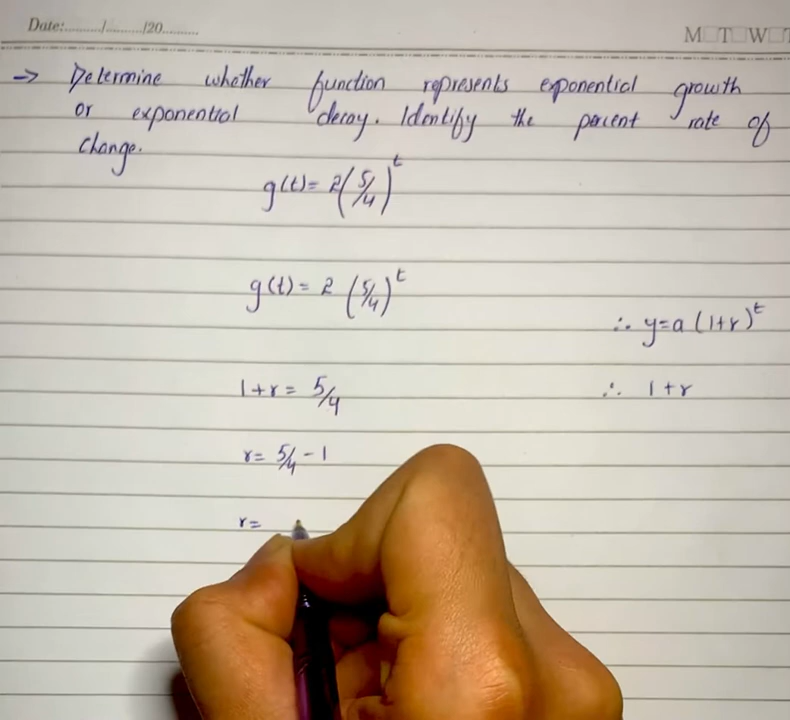 Date:........../........../20..........
M T W T
→ Determine whether function represents exponential growth
or exponential decay. Identify the percent rate of
change.
g(t) = 2(5/4)^t
g(t) = 2 (5/4)^t
∴ y=a (1+r)^t
1+r = 5/4
∴ 1+r
r= 5/4 - 1
r=